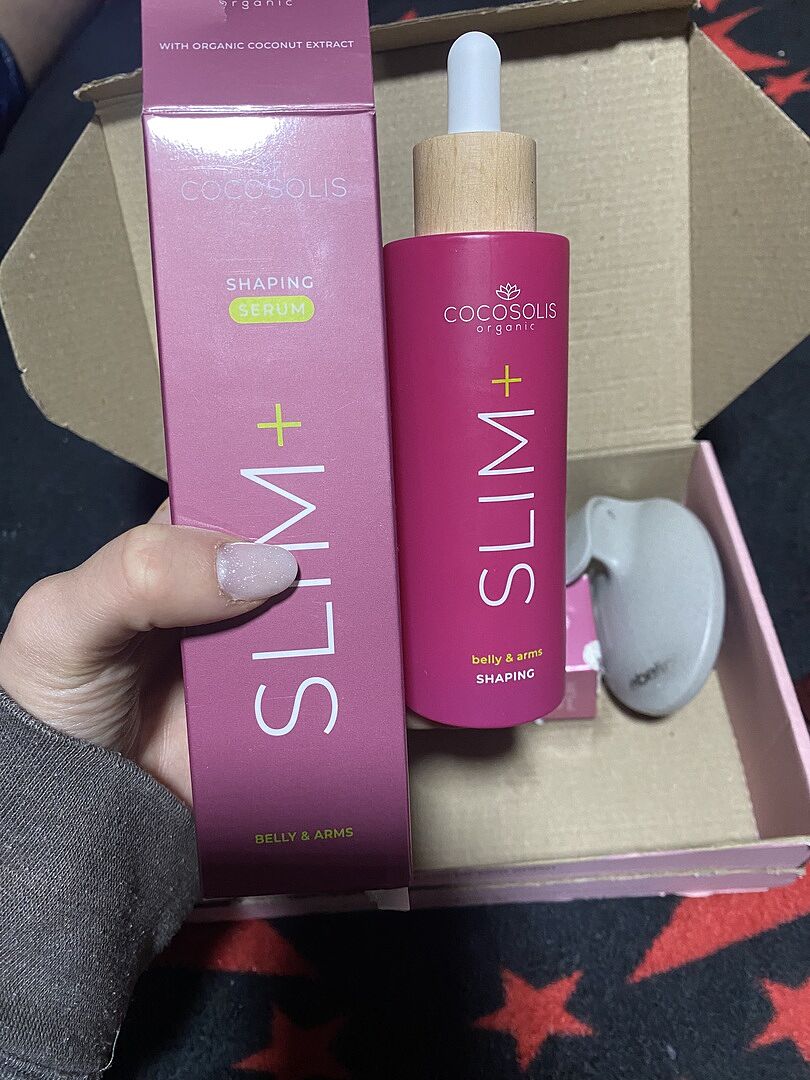 organic
WITH ORGANIC COCONUT EXTRACT
COCOSOLIS
SHAPING
SERUM
SLIM+
BELLY & ARMS
COCOSOLIS
organic
SLIM+
belly & arms
SHAPING